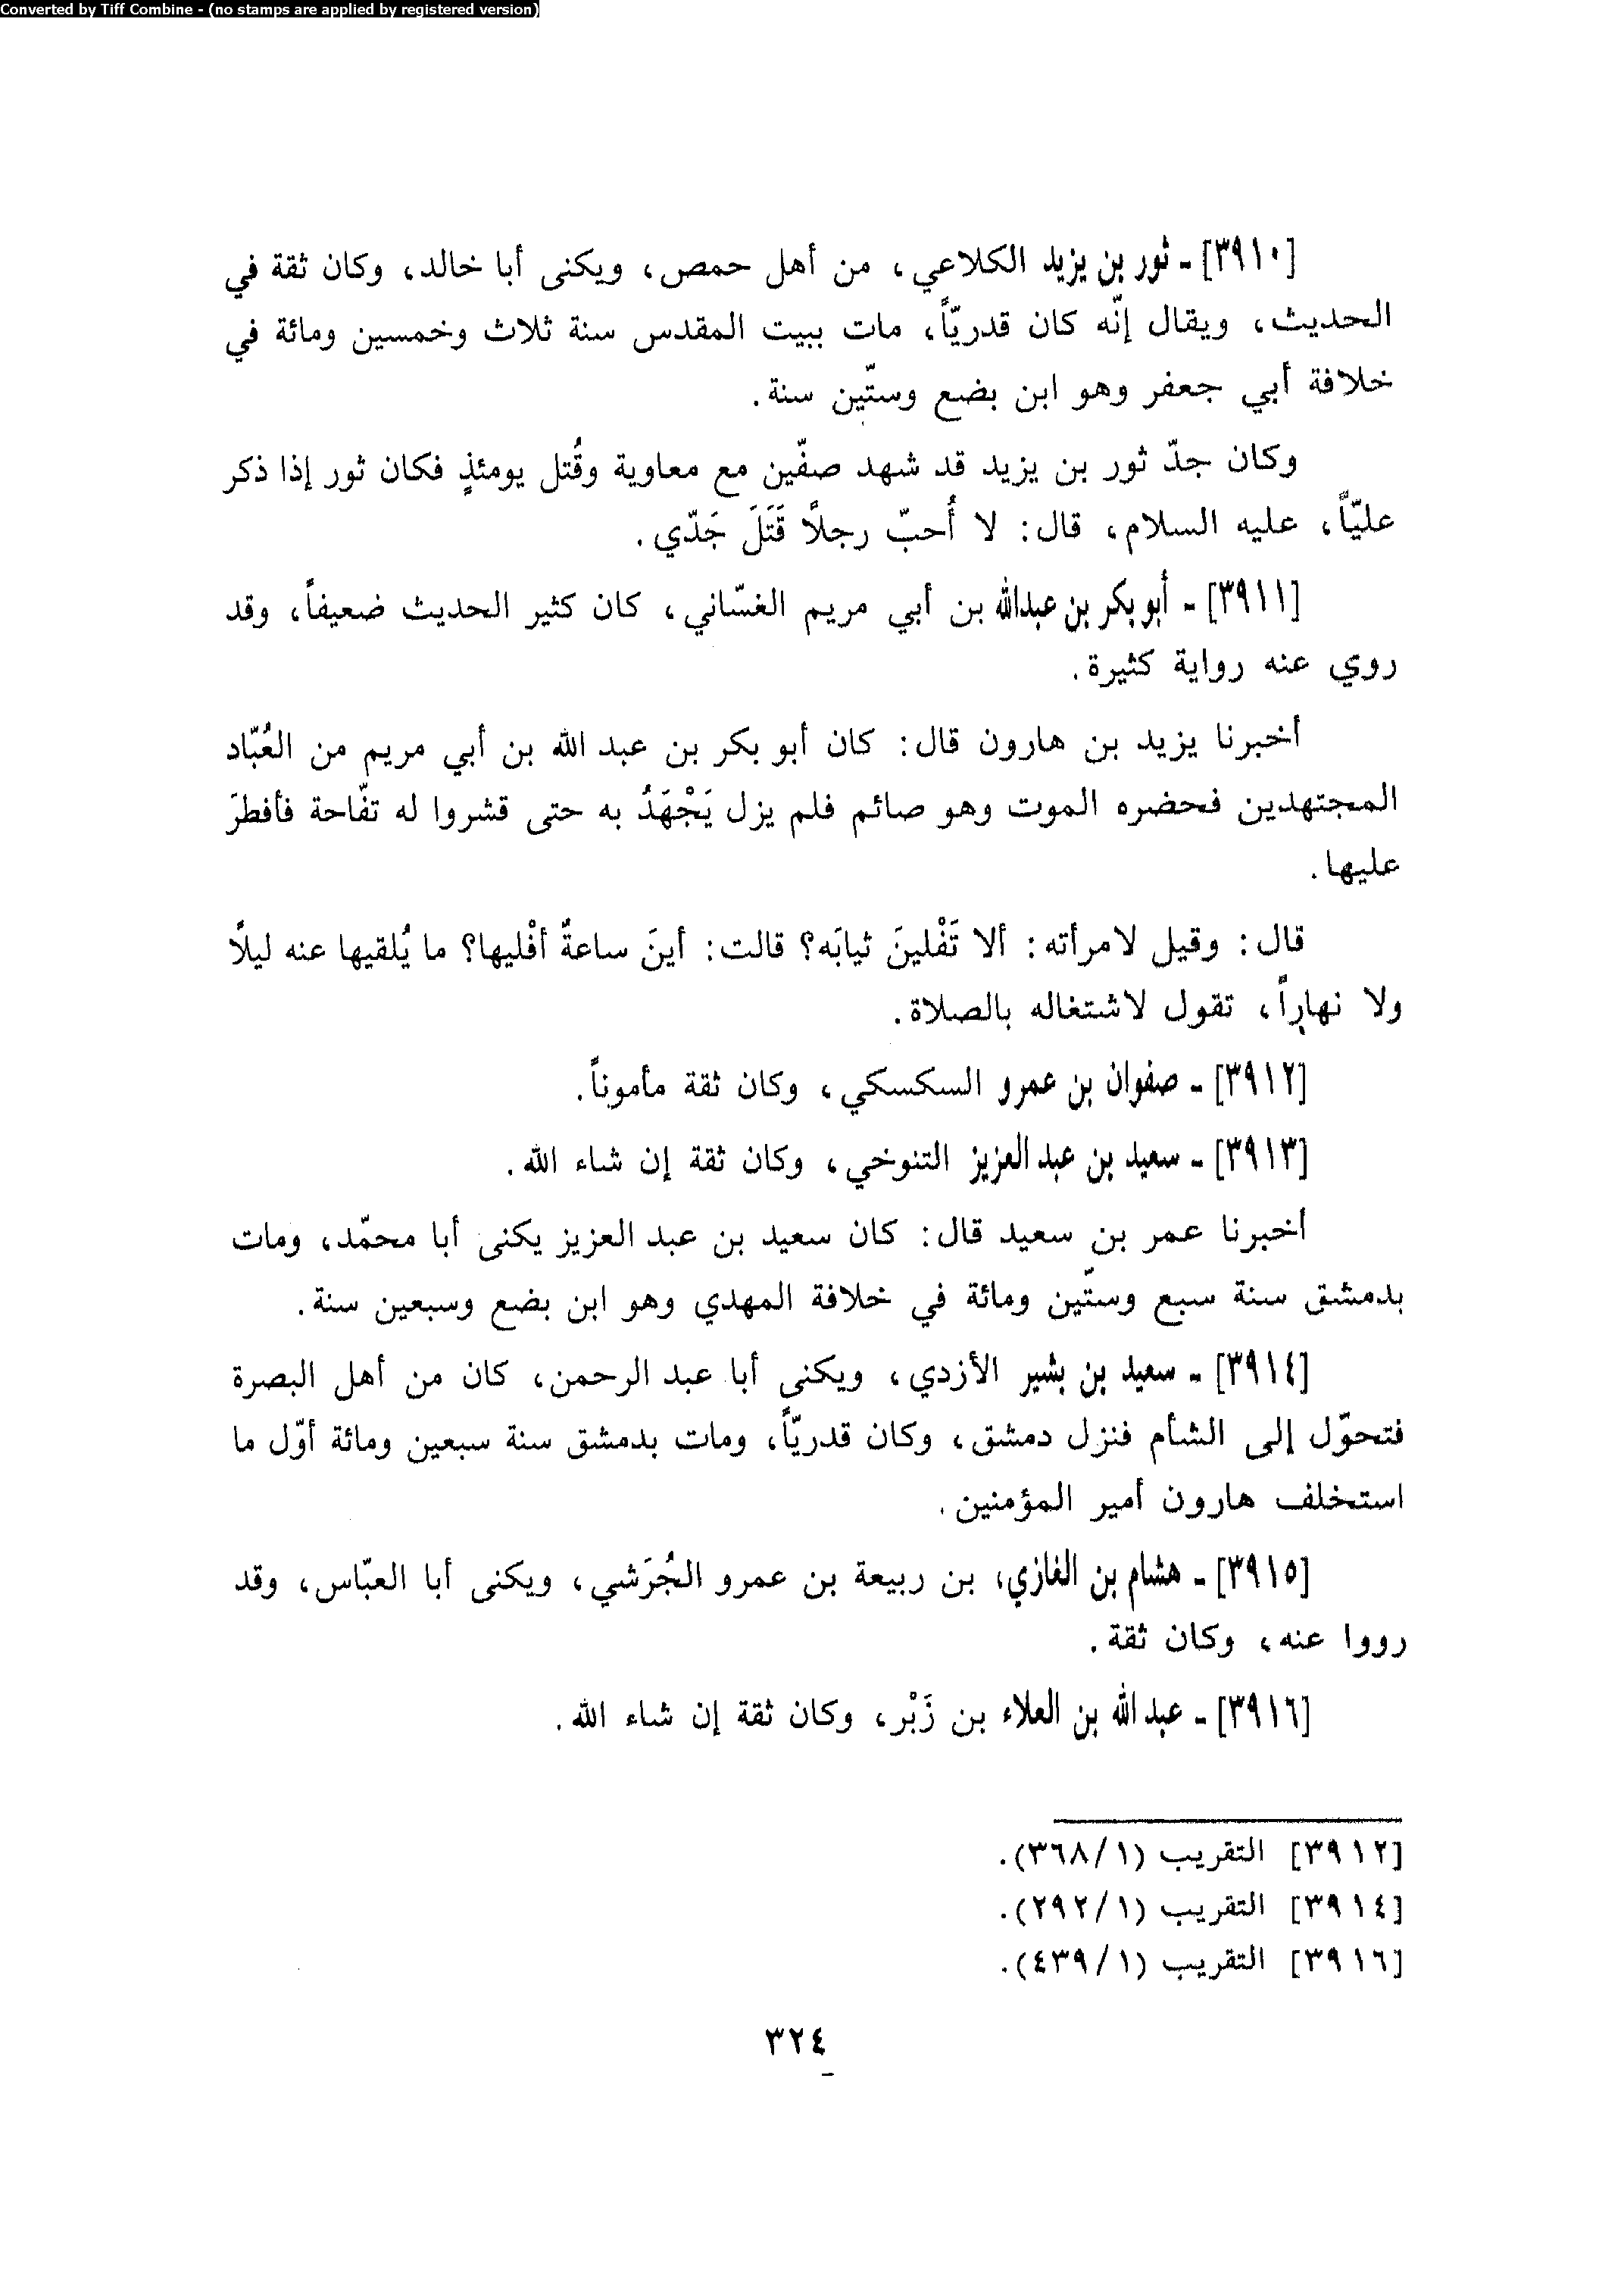 Converted by Tiff Combine - (no stamps are applied by registered version)
[٣٩١٠] ـ ثور بن يزيد الكلاعي، من أهل حمص، ويكنى أبا خالد، وكان ثقة في
الحديث، ويقال إنّه كان قدريّاً، مات ببيت المقدس سنة ثلاث وخمسين ومائة في
خلافة أبي جعفر وهو ابن بضع وستّين سنة.
وكان جدّ ثور بن يزيد قد شهد صفّين مع معاوية وقُتل يومئذٍ فكان ثور إذا ذكر
عليّاً، عليه السلام، قال: لا أُحبّ رجلاً قَتَلَ جَدّي.
[٣٩١١] ـ أبو بكر بن عبدالله بن أبي مريم الغسّاني، كان كثير الحديث ضعيفاً، وقد
روي عنه رواية كثيرة.
أخبرنا يزيد بن هارون قال: كان أبو بكر بن عبد الله بن أبي مريم من العُبّاد
المجتهدين فحضره الموت وهو صائم فلم يزل يَجْهَدُ به حتى قشروا له تفّاحة فأفطرَ
عليها.
قال: وقيل لامرأته: ألا تَفْلينَ ثيابَه؟ قالت: أينَ ساعةٌ أفْليها؟ ما يُلقيها عنه ليلًا
ولا نهاراً، تقول لاشتغاله بالصلاة.
[٣٩١٢] ـ صفوان بن عمرو السكسكي، وكان ثقة مأموناً.
[٣٩١٣] ـ سعيد بن عبد العزيز التنوخي، وكان ثقة إن شاء الله.
أخبرنا عمر بن سعيد قال: كان سعيد بن عبد العزيز يكنى أبا محمّد، ومات
بدمشق سنة سبع وستّين ومائة في خلافة المهدي وهو ابن بضع وسبعين سنة.
[٣٩١٤] ـ سعيد بن بشير الأزدي، ويكنى أبا عبد الرحمن، كان من أهل البصرة
فتحوّل إلى الشأم فنزل دمشق، وكان قدريّاً، ومات بدمشق سنة سبعين ومائة أوّل ما
استخلف هارون أمير المؤمنين.
[٣٩١٥] ـ هشام بن الغازي، بن ربيعة بن عمرو الجُرَشي، ويكنى أبا العبّاس، وقد
رووا عنه، وكان ثقة.
[٣٩١٦] ـ عبد الله بن العلاء بن زَبْر، وكان ثقة إن شاء الله.
[٣٩١٢] التقريب (٣٦٨/١).
[٣٩١٤] التقريب (٢٩٢/١).
[٣٩١٦] التقريب (٤٣٩/١).
٣٢٤